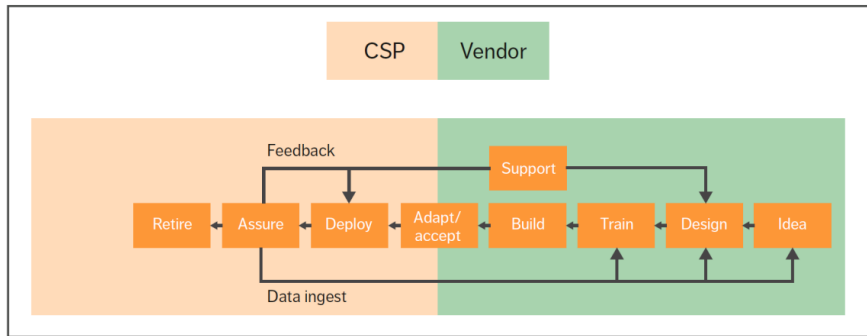 CSP
Vendor
Feedback
Support
Retire
Assure
Deploy
Adapt/
accept
Build
Train
Design
Idea
Data ingest